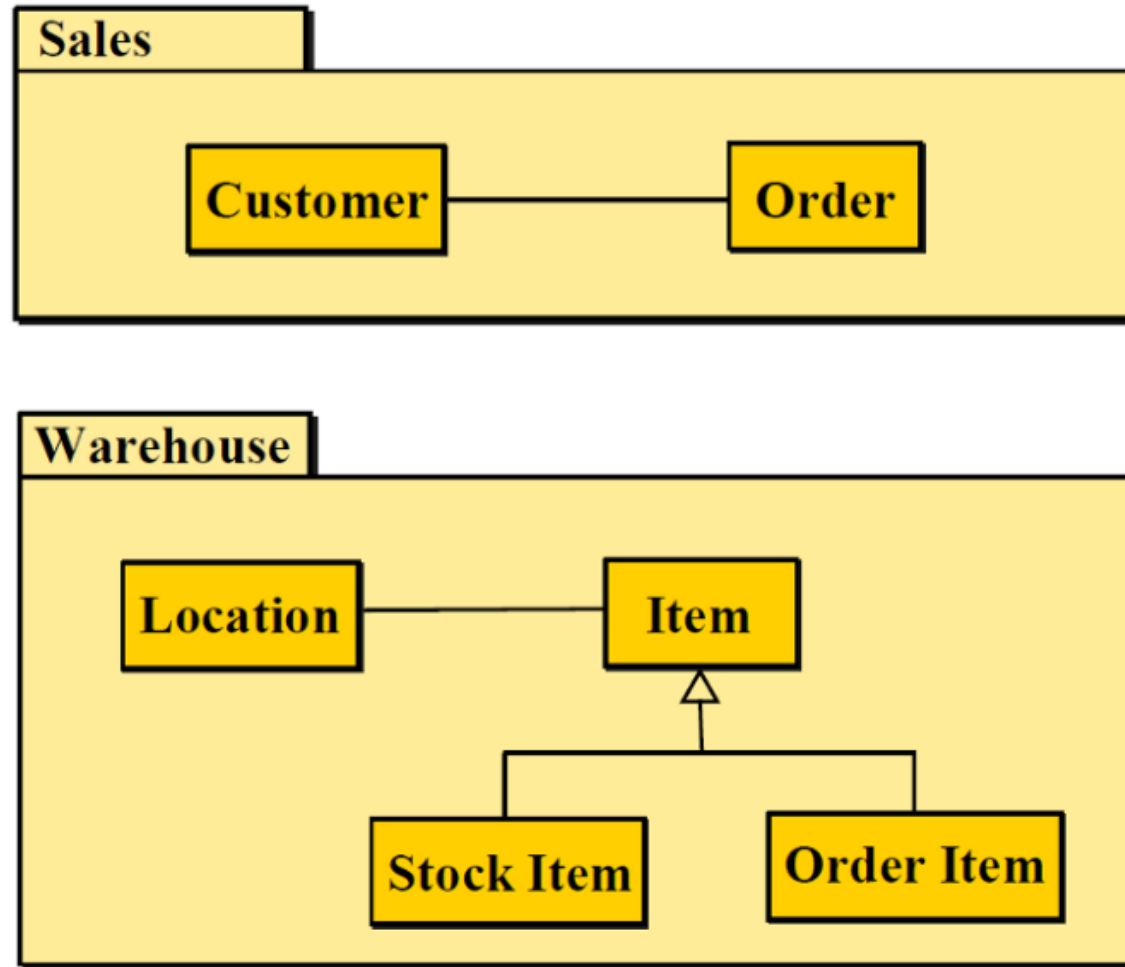 Sales
Customer
Order
Warehouse
Location
Item
Stock Item
Order Item